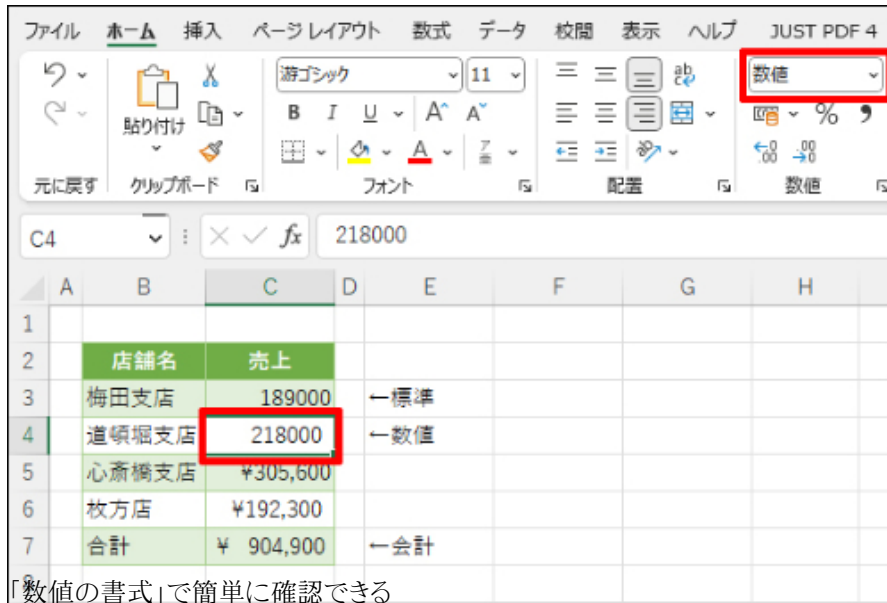 ファイル ホーム 挿入 ページ レイアウト 数式 データ 校閲 表示 ヘルプ JUST PDF 4
游ゴシック 11 ab 数値
貼り付け B I U A A %
元に戻す クリップボード フォント 配置 数値
C4 fx 218000
A B C D E F G H
1
2 店舗名 売上
3 梅田支店 189000 ←標準
4 道頓堀支店 218000 ←数値
5 心斎橋支店 ¥305,600
6 枚方店 ¥192,300
7 合計 ¥ 904,900 ←会計
「数値の書式」で簡単に確認できる